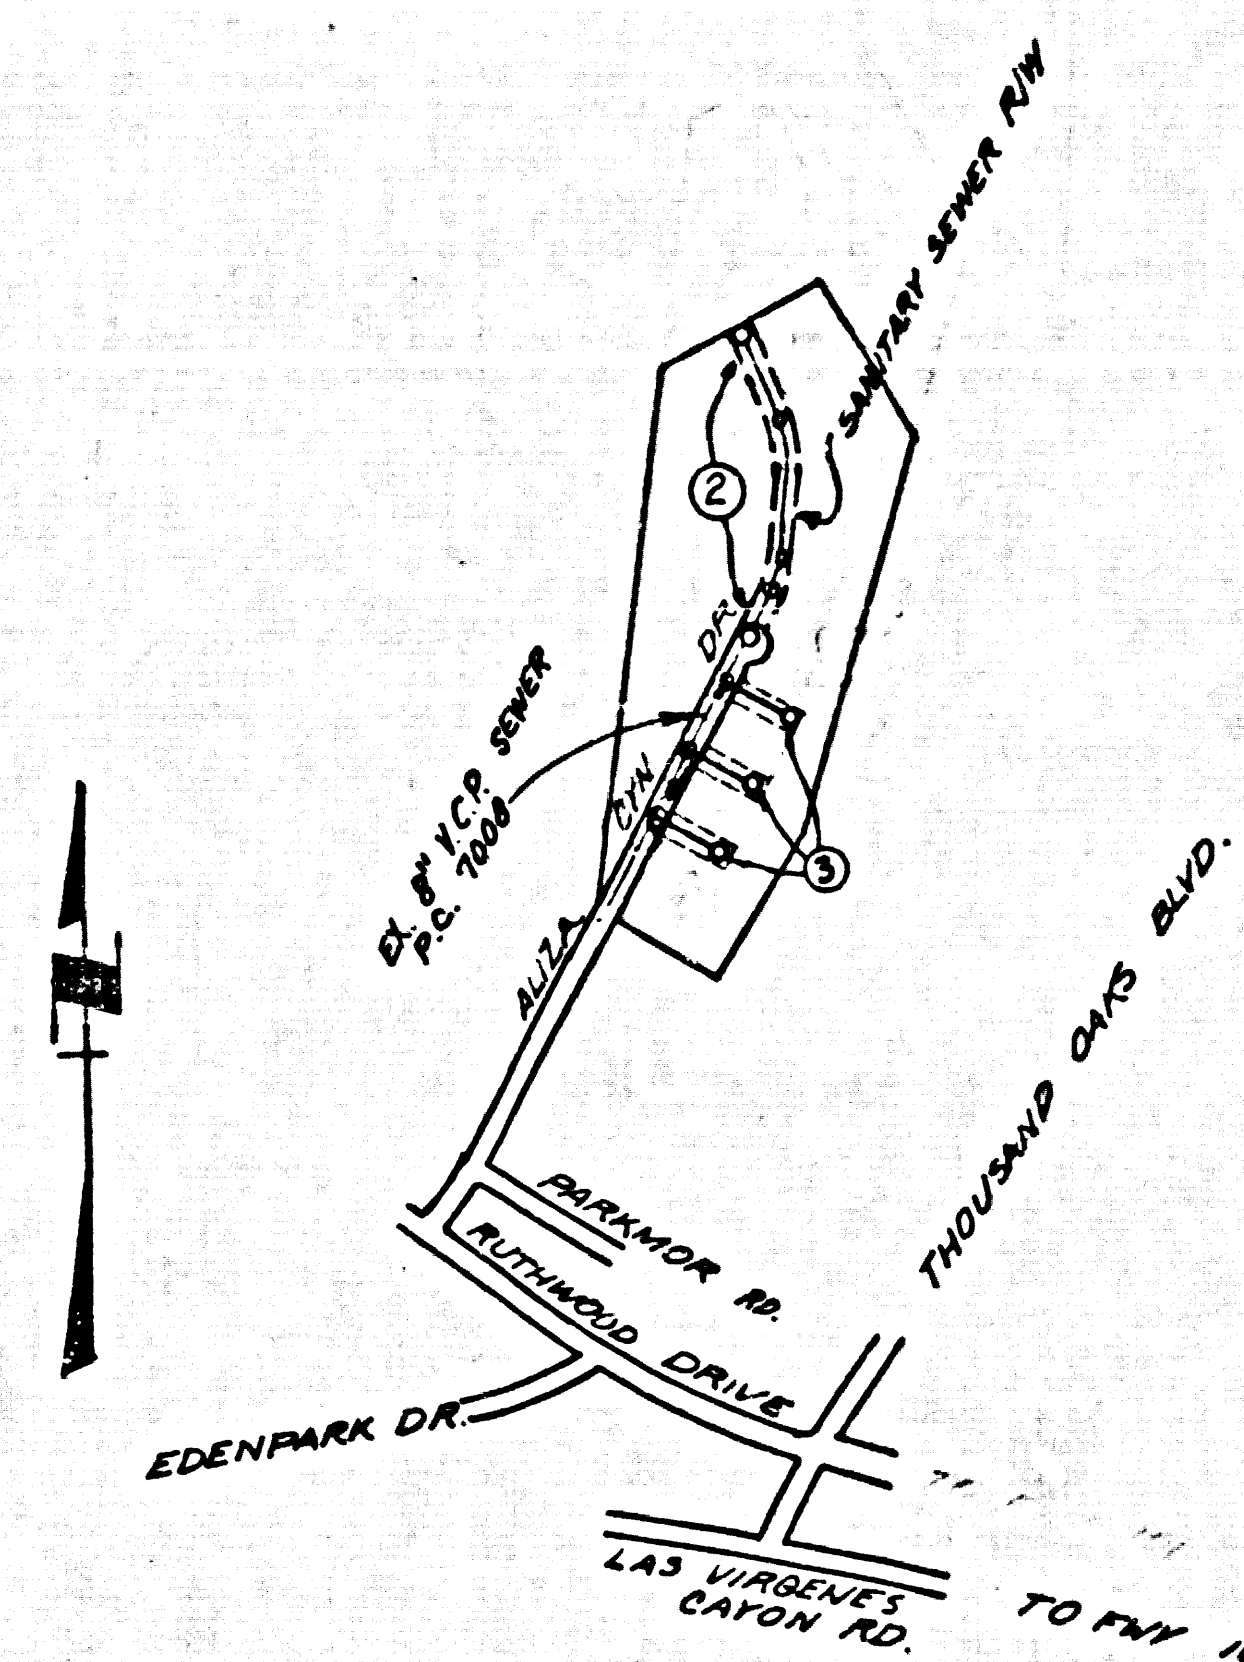 SANITARY SEWER R/W
2
DR
EX. 8" V.C.P. SEWER
P.C. 7008
CYN
3
ALIZA
THOUSAND OAKS BLVD.
PARKMOR RD.
RUTHWOOD DRIVE
EDENPARK DR.
LAS VIRGENES
CAYON RD.
TO FWY